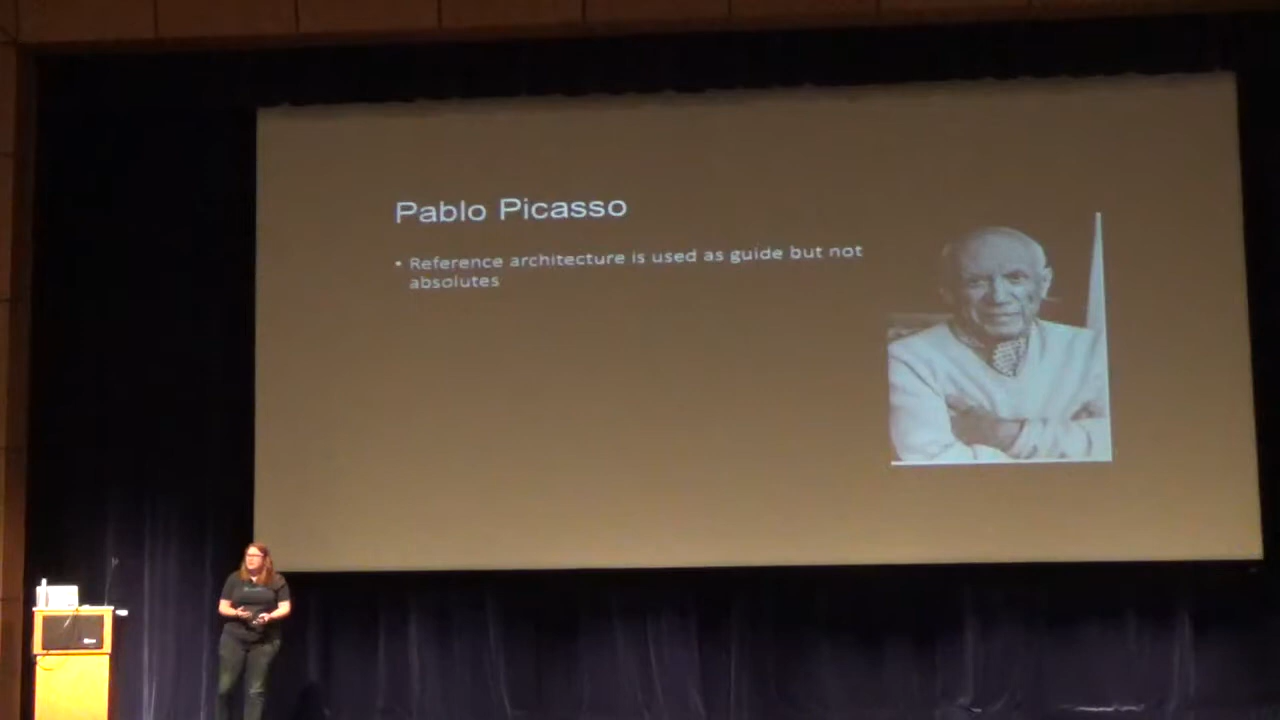 Pablo Picasso
• Reference architecture is used as guide but not
absolutes